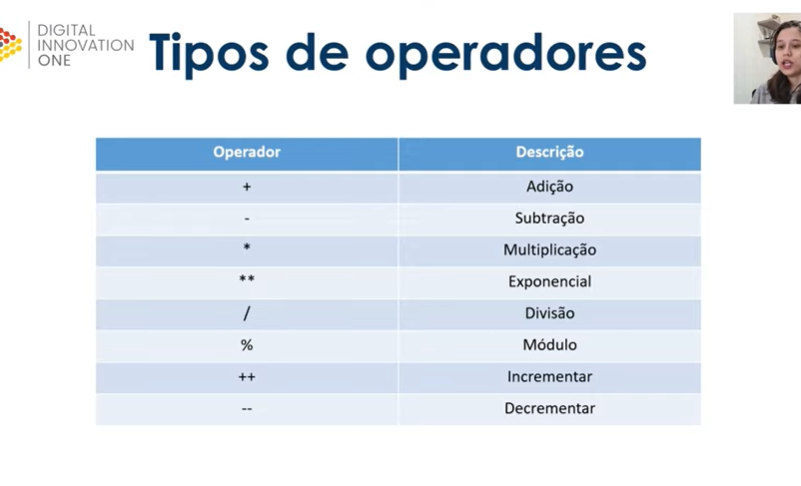 DIGITAL
INNOVATION
ONE
Tipos de operadores
Operador Descrição
+ Adição
- Subtração
* Multiplicação
** Exponencial
/ Divisão
% Módulo
++ Incrementar
-- Decrementar